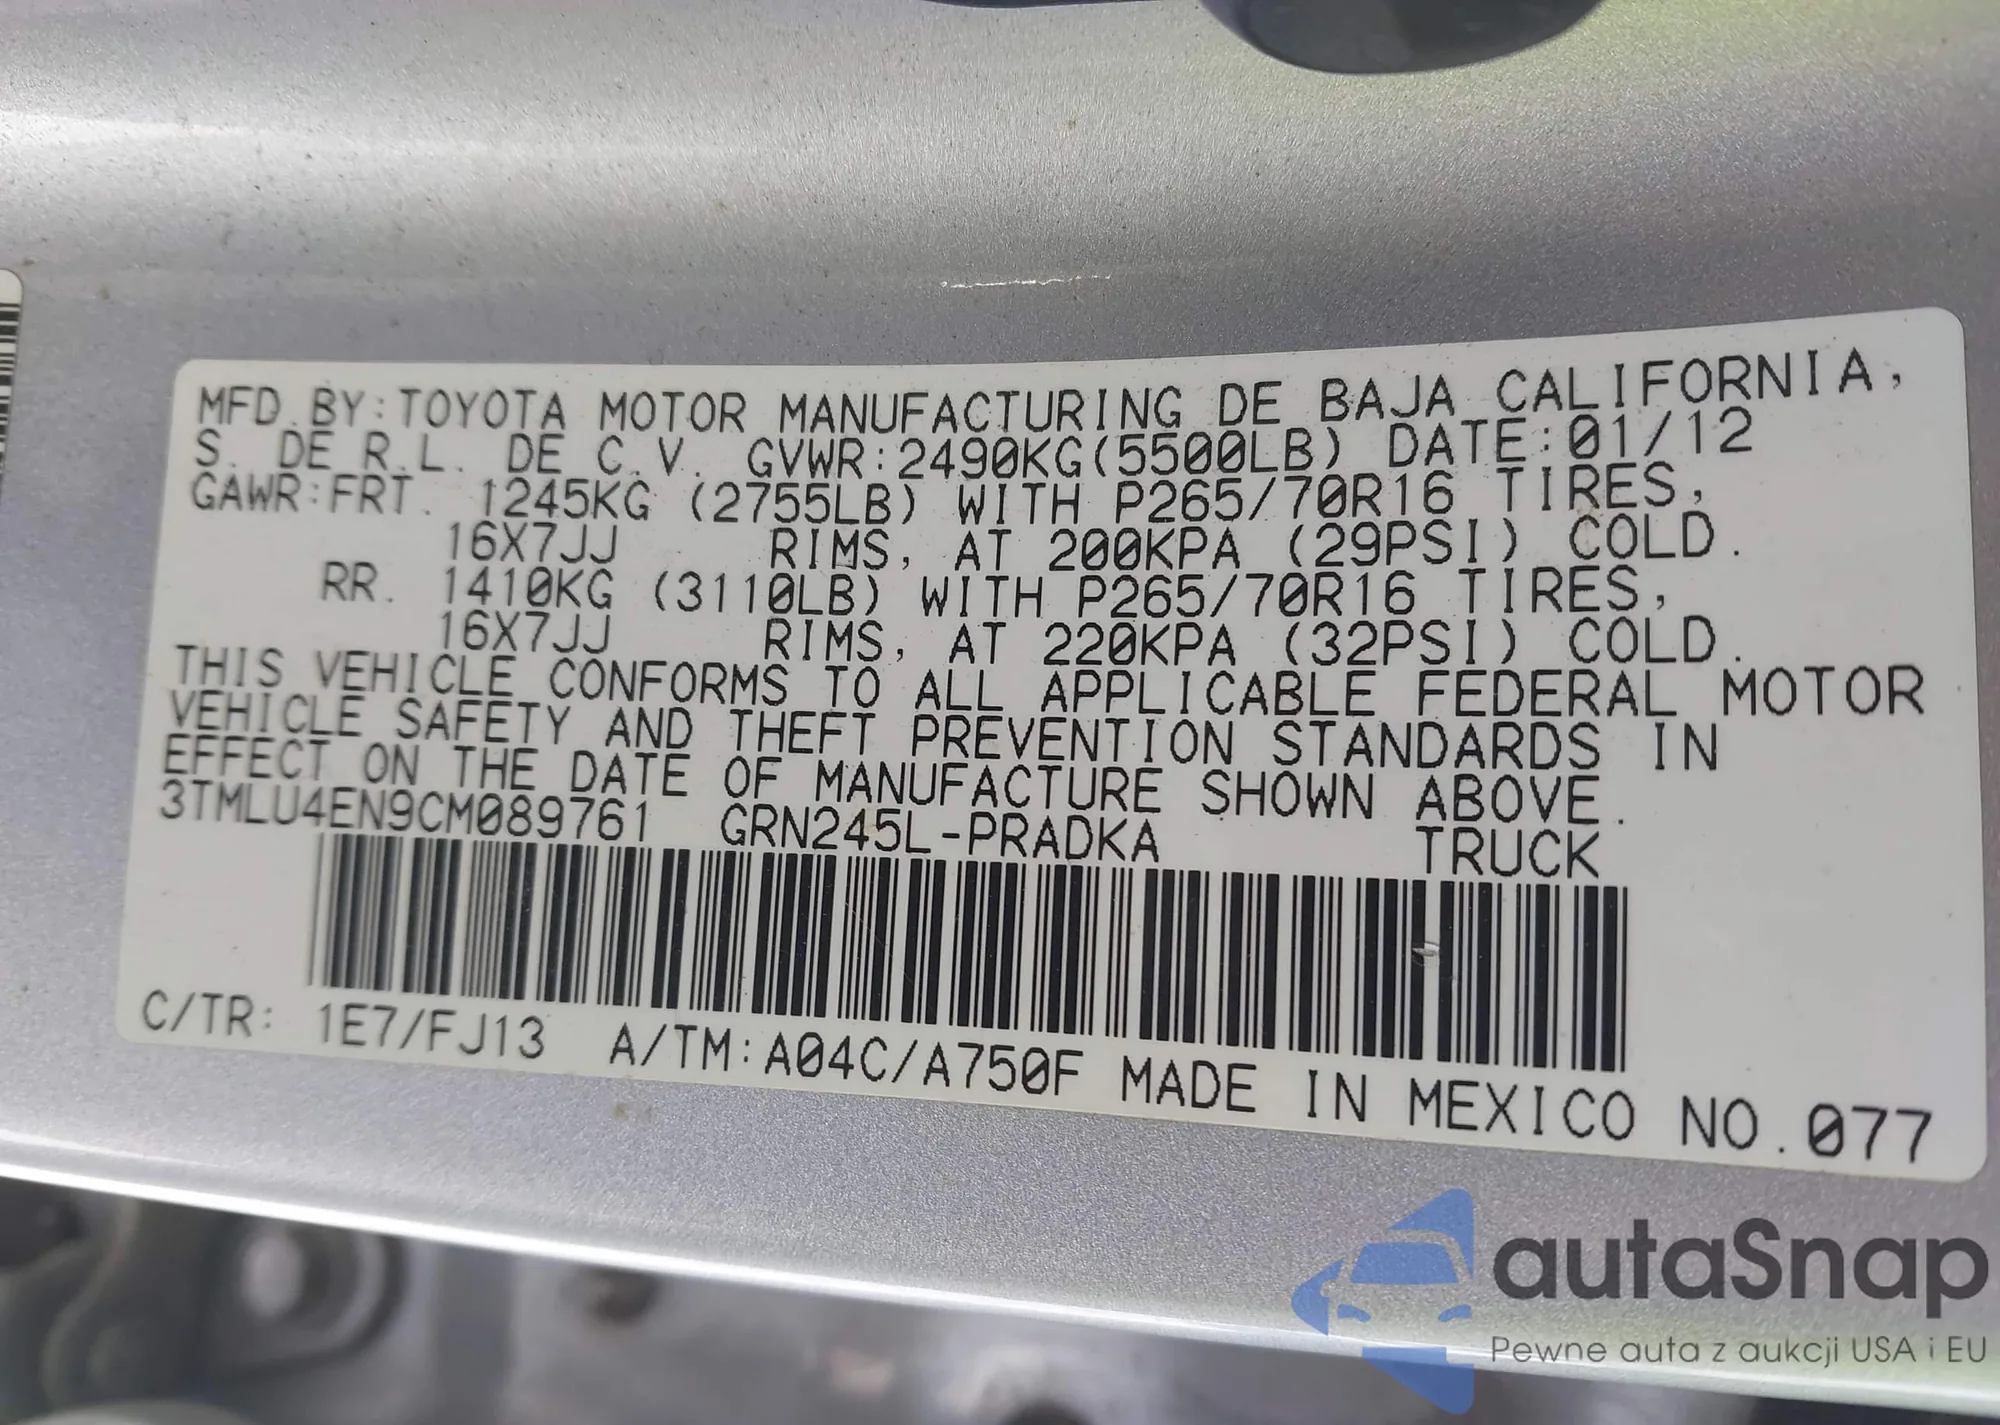 MFD.BY:TOYOTA MOTOR MANUFACTURING DE BAJA CALIFORNIA,
S. DE R.L. DE C.V. GVWR:2490KG(5500LB) DATE:01/12
GAWR:FRT. 1245KG (2755LB) WITH P265/70R16 TIRES,
16X7JJ RIMS, AT 200KPA (29PSI) COLD.
RR. 1410KG (3110LB) WITH P265/70R16 TIRES,
16X7JJ RIMS, AT 220KPA (32PSI) COLD.
THIS VEHICLE CONFORMS TO ALL APPLICABLE FEDERAL MOTOR
VEHICLE SAFETY AND THEFT PREVENTION STANDARDS IN
EFFECT ON THE DATE OF MANUFACTURE SHOWN ABOVE.
3TMLU4EN9CM089761 GRN245L-PRADKA TRUCK
C/TR: 1E7/FJ13 A/TM:A04C/A750F MADE IN MEXICO NO.077
autaSnap
Pewne auta z aukcji USA i EU